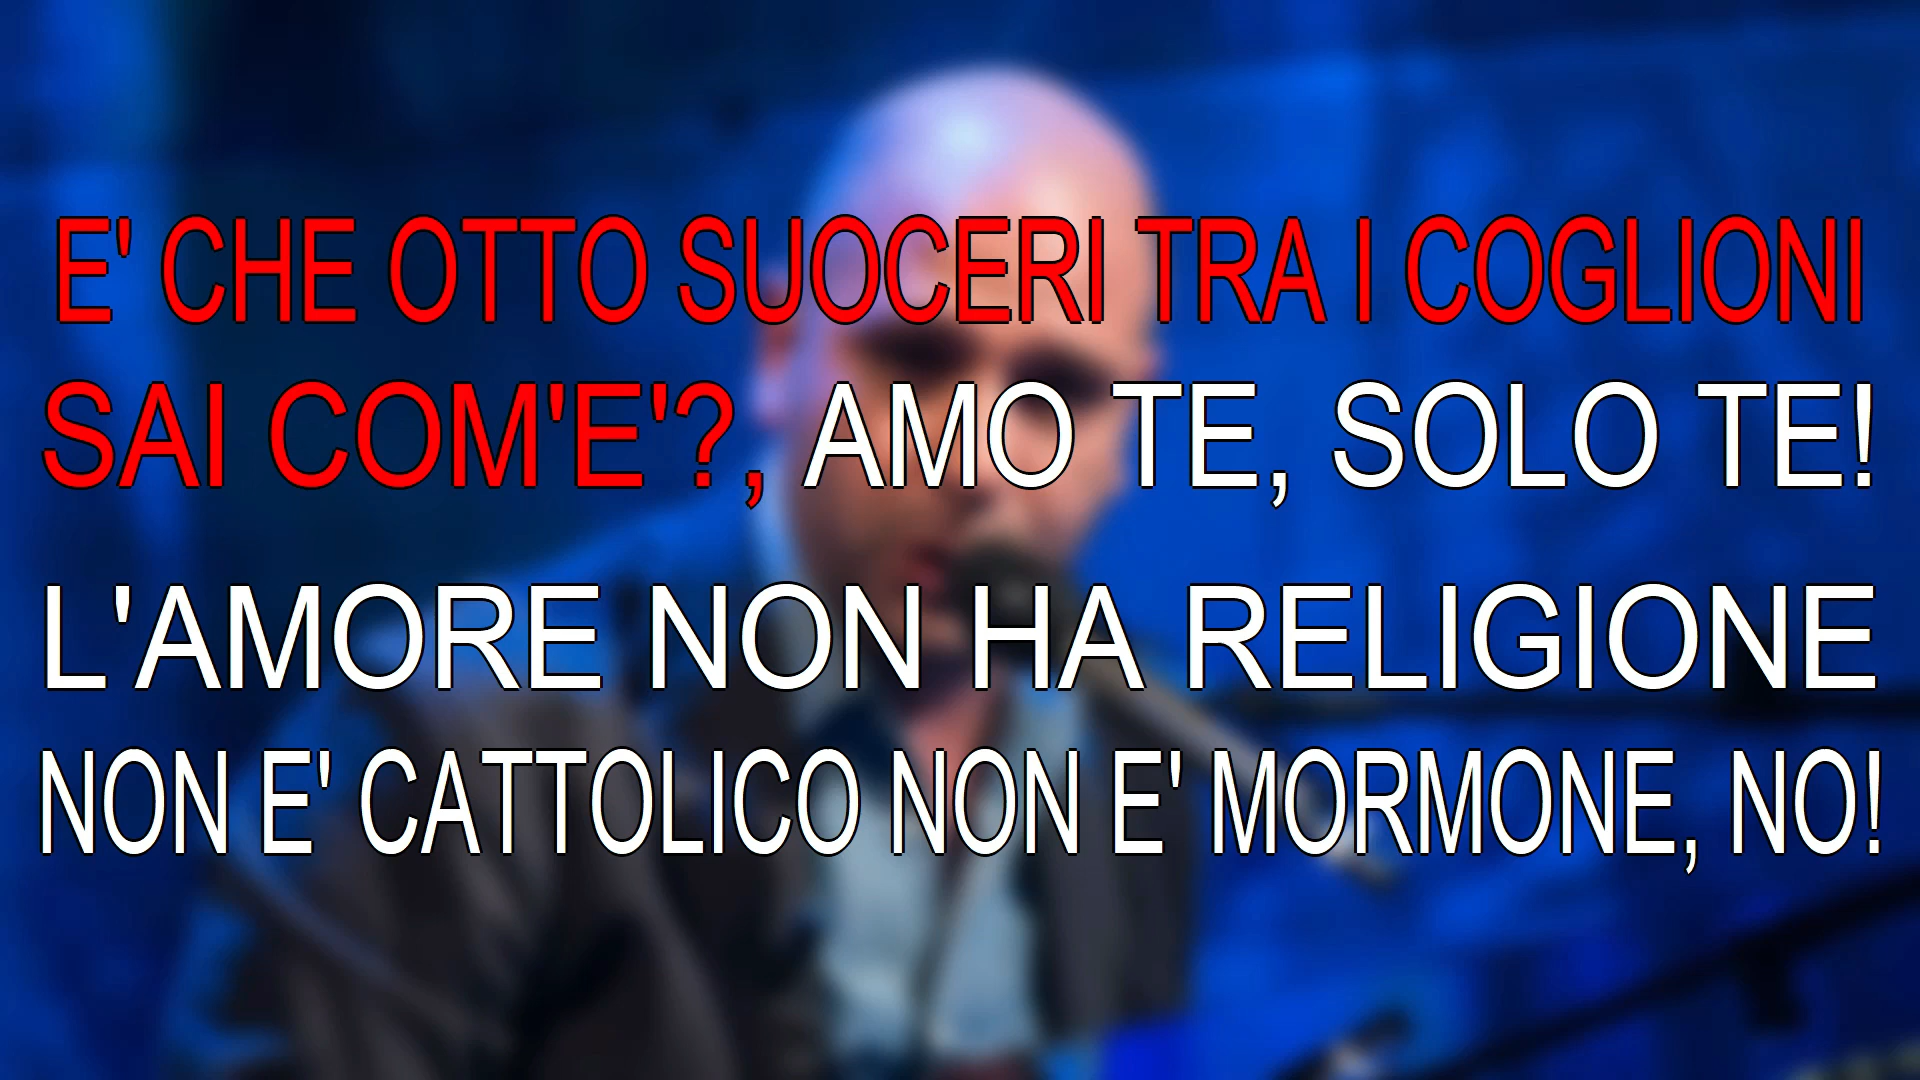 E' CHE OTTO SUOCERI TRA I COGLIONI
SAI COM'E'?, AMO TE, SOLO TE!
L'AMORE NON HA RELIGIONE
NON E' CATTOLICO NON E' MORMONE, NO!